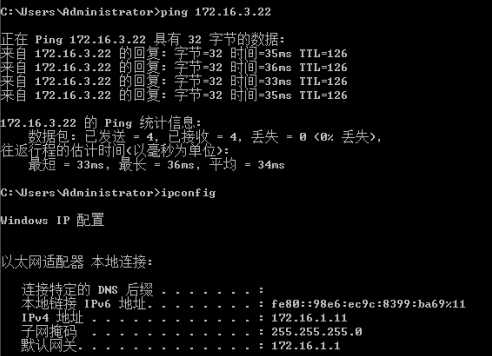 C:\Users\Administrator>ping 172.16.3.22
正在 Ping 172.16.3.22 具有 32 字节的数据:
来自 172.16.3.22 的回复: 字节=32 时间=35ms TTL=126
来自 172.16.3.22 的回复: 字节=32 时间=36ms TTL=126
来自 172.16.3.22 的回复: 字节=32 时间=33ms TTL=126
来自 172.16.3.22 的回复: 字节=32 时间=35ms TTL=126
172.16.3.22 的 Ping 统计信息:
数据包: 已发送 = 4, 已接收 = 4, 丢失 = 0 (0% 丢失),
往返行程的估计时间(以毫秒为单位):
最短 = 33ms, 最长 = 36ms, 平均 = 34ms
C:\Users\Administrator>ipconfig
Windows IP 配置
以太网适配器 本地连接:
连接特定的 DNS 后缀 . . . . . . . :
本地链接 IPv6 地址. . . . . . . . : fe80::98e6:ec9c:8399:ba69%11
IPv4 地址 . . . . . . . . . . . . : 172.16.1.11
子网掩码 . . . . . . . . . . . . : 255.255.255.0
默认网关. . . . . . . . . . . . . : 172.16.1.1